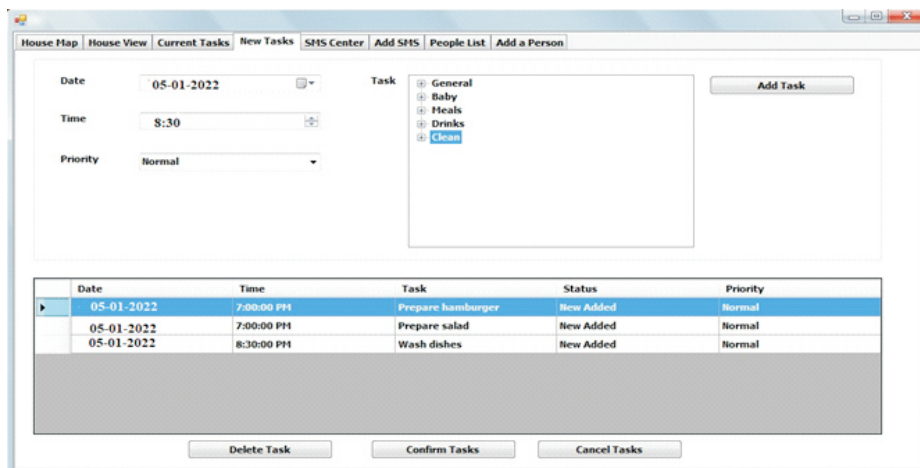 House Map House View Current Tasks New Tasks SMS Center Add SMS People List Add a Person
Date 05-01-2022 Task General Add Task
Baby
Time 8:30 Meals
Drinks
Clean
Priority Normal
Date Time Task Status Priority
05-01-2022 7:00:00 PM Prepare hamburger New Added Normal
05-01-2022 7:00:00 PM Prepare salad New Added Normal
05-01-2022 8:30:00 PM Wash dishes New Added Normal
Delete Task Confirm Tasks Cancel Tasks